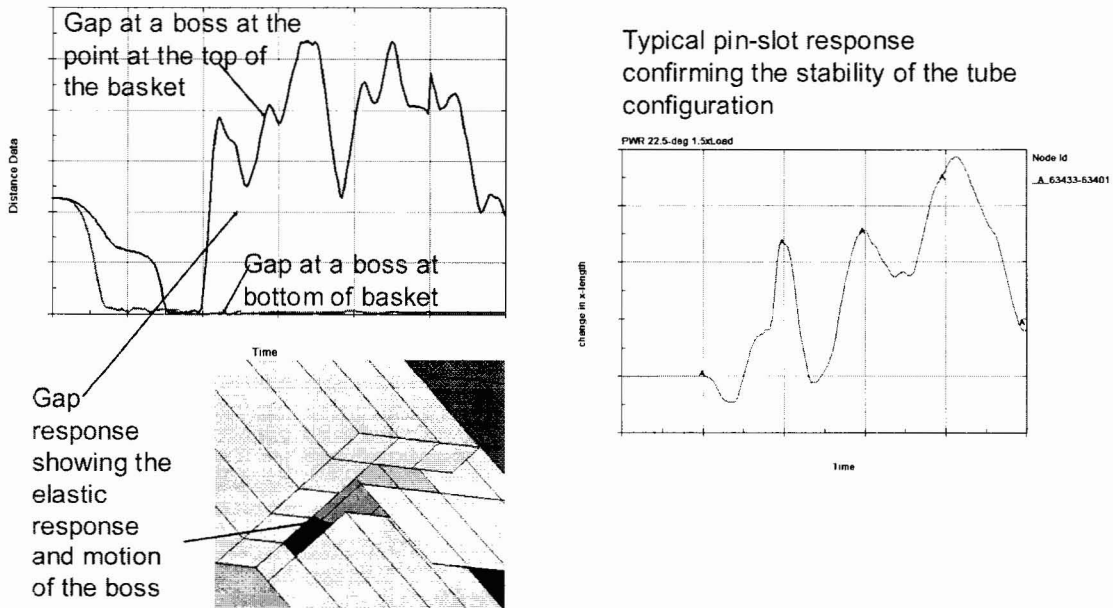 Gap at a boss at the
point at the top of
the basket
Distance Data
Gap at a boss at
bottom of basket
Time
Gap
response
showing the
elastic
response
and motion
of the boss
Typical pin-slot response
confirming the stability of the tube
configuration
PWR 22.5-deg 1.5xLoad
Node Id
A 63433-63401
change in x-length
A
A
A
A
A
Time